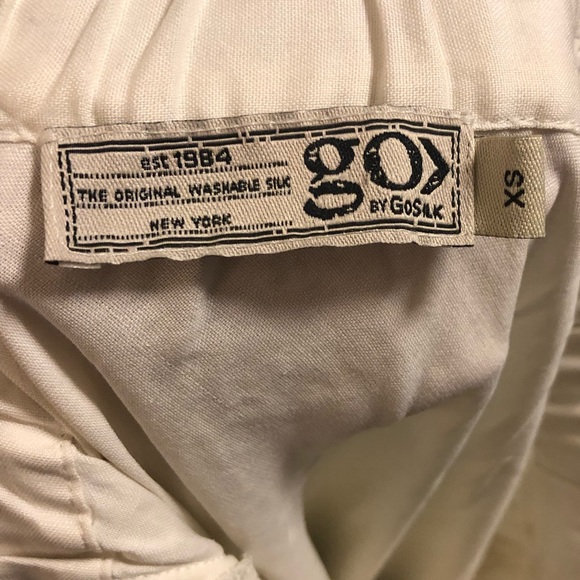 est 1984
THE ORIGINAL WASHABLE SILK
NEW YORK
go>
BY GOSILK
XS